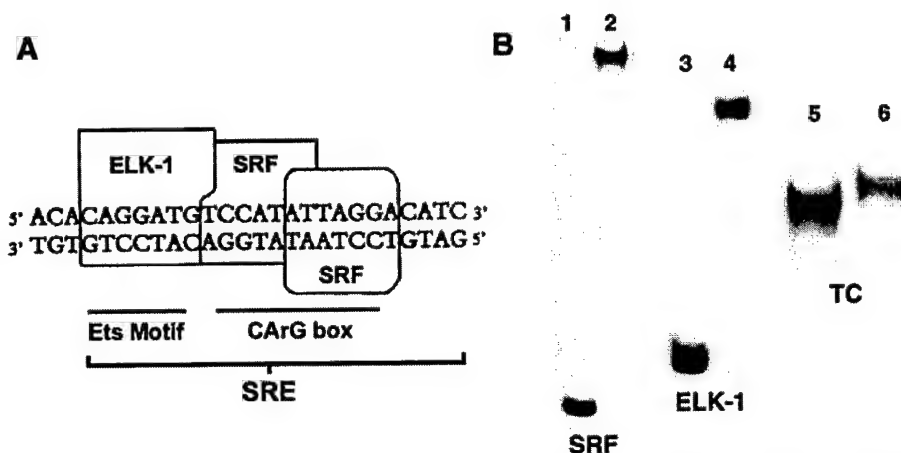 A
ELK-1
SRF
5' ACACAGGATGTCCATATTAGGACATC 3'
3' TGTGTCCTACAGGTATAATCCTGTAG 5'
SRF
Ets Motif
CArG box
SRE
B
1
2
3
4
5
6
SRF
ELK-1
TC